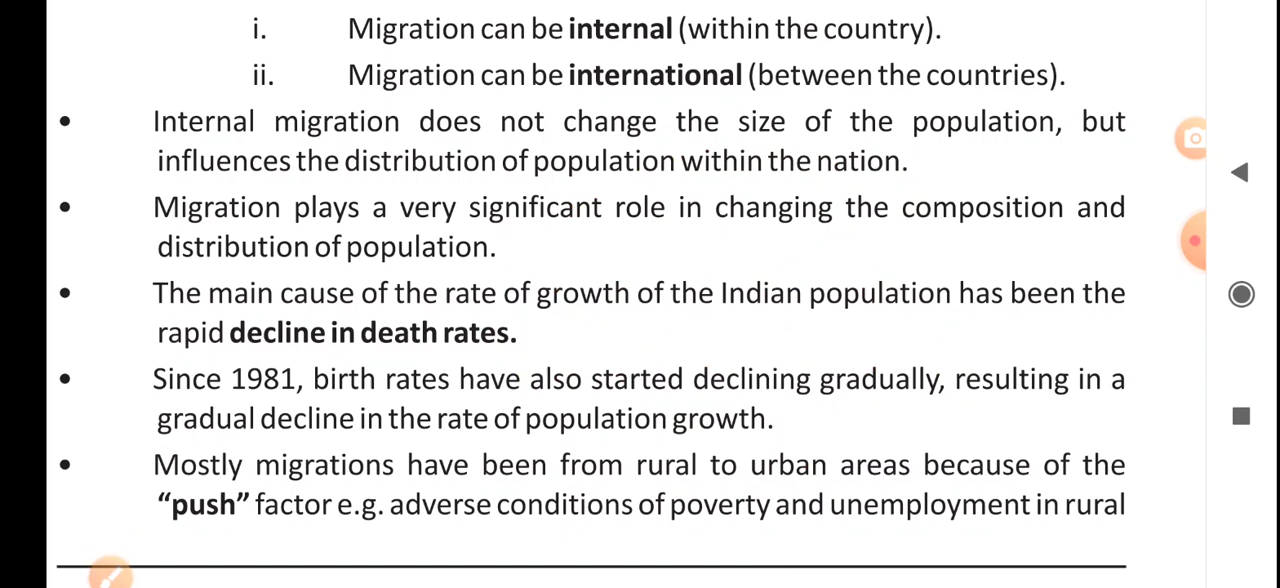 i. Migration can be internal (within the country).
ii. Migration can be international (between the countries).
• Internal migration does not change the size of the population, but
influences the distribution of population within the nation.
• Migration plays a very significant role in changing the composition and
distribution of population.
• The main cause of the rate of growth of the Indian population has been the
rapid decline in death rates.
• Since 1981, birth rates have also started declining gradually, resulting in a
gradual decline in the rate of population growth.
• Mostly migrations have been from rural to urban areas because of the
“push” factor e.g. adverse conditions of poverty and unemployment in rural